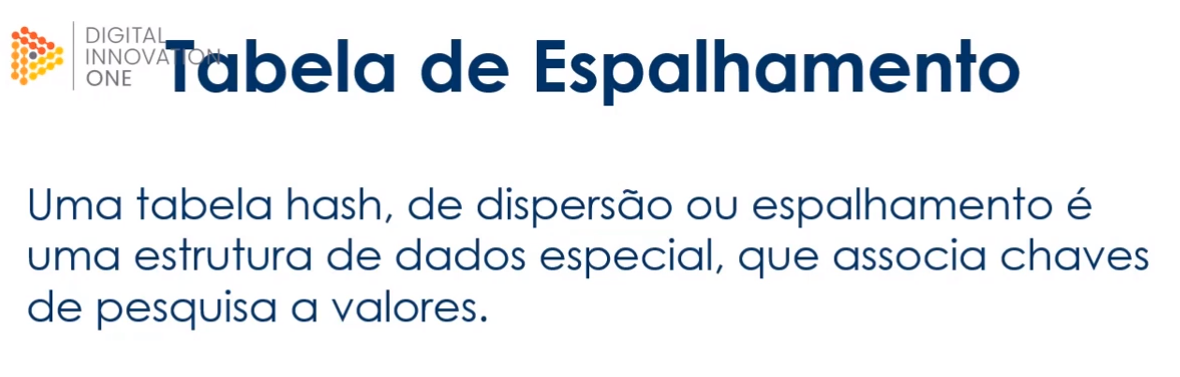 DIGITAL
INNOVATION
ONE
Tabela de Espalhamento
Uma tabela hash, de dispersão ou espalhamento é
uma estrutura de dados especial, que associa chaves
de pesquisa a valores.